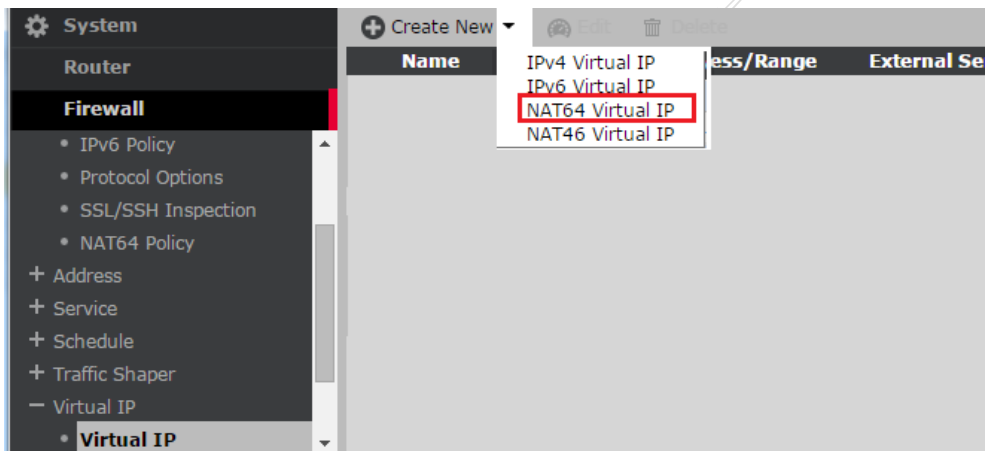 System
Router
Firewall
IPv6 Policy
Protocol Options
SSL/SSH Inspection
NAT64 Policy
+ Address
+ Service
+ Schedule
+ Traffic Shaper
− Virtual IP
Virtual IP
Create New Edit Delete
Name ess/Range External Se
IPv4 Virtual IP
IPv6 Virtual IP
NAT64 Virtual IP
NAT46 Virtual IP